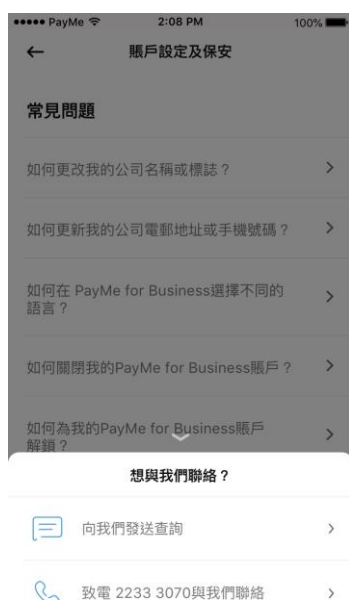 PayMe 2:08 PM 100%
賬戶設定及保安
常見問題
如何更改我的公司名稱或標誌？
如何更新我的公司電郵地址或手機號碼？
如何在 PayMe for Business選擇不同的
語言？
如何關閉我的PayMe for Business賬戶？
如何為我的PayMe for Business賬戶
解鎖？
想與我們聯絡？
向我們發送查詢
致電 2233 3070與我們聯絡